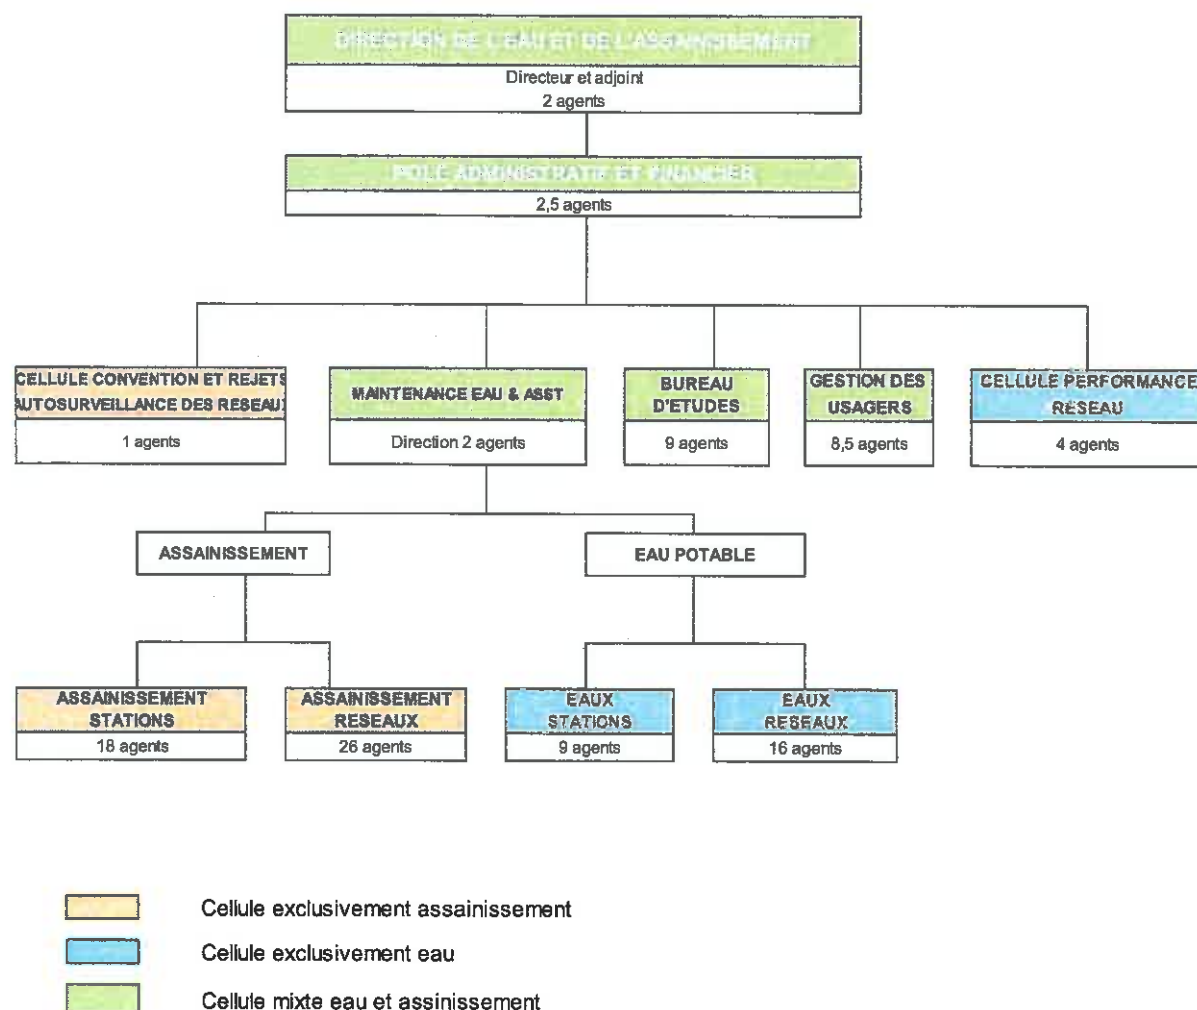 DIRECTION DE L'EAU ET DE L'ASSAINISSEMENT
Directeur et adjoint
2 agents
POLE ADMINISTRATIF ET FINANCIER
2,5 agents
CELLULE CONVENTION ET REJETS
AUTOSURVEILLANCE DES RESEAUX
1 agents
MAINTENANCE EAU & ASST
Direction 2 agents
BUREAU
D'ETUDES
9 agents
GESTION DES
USAGERS
8,5 agents
CELLULE PERFORMANCE
RESEAU
4 agents
ASSAINISSEMENT
EAU POTABLE
ASSAINISSEMENT
STATIONS
18 agents
ASSAINISSEMENT
RESEAUX
26 agents
EAUX
STATIONS
9 agents
EAUX
RESEAUX
16 agents
Cellule exclusivement assainissement
Cellule exclusivement eau
Cellule mixte eau et assinissement